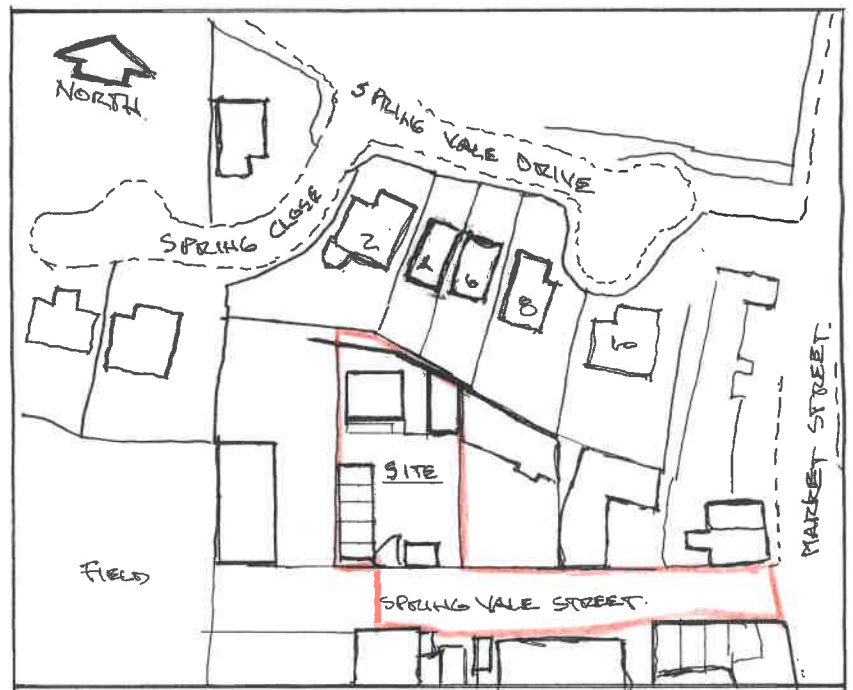 NORTH.
SPRING VALE DRIVE
SPRING CLOSE
2
4
6
8
10
SITE
MARKET STREET.
FIELD
SPRING VALE STREET.